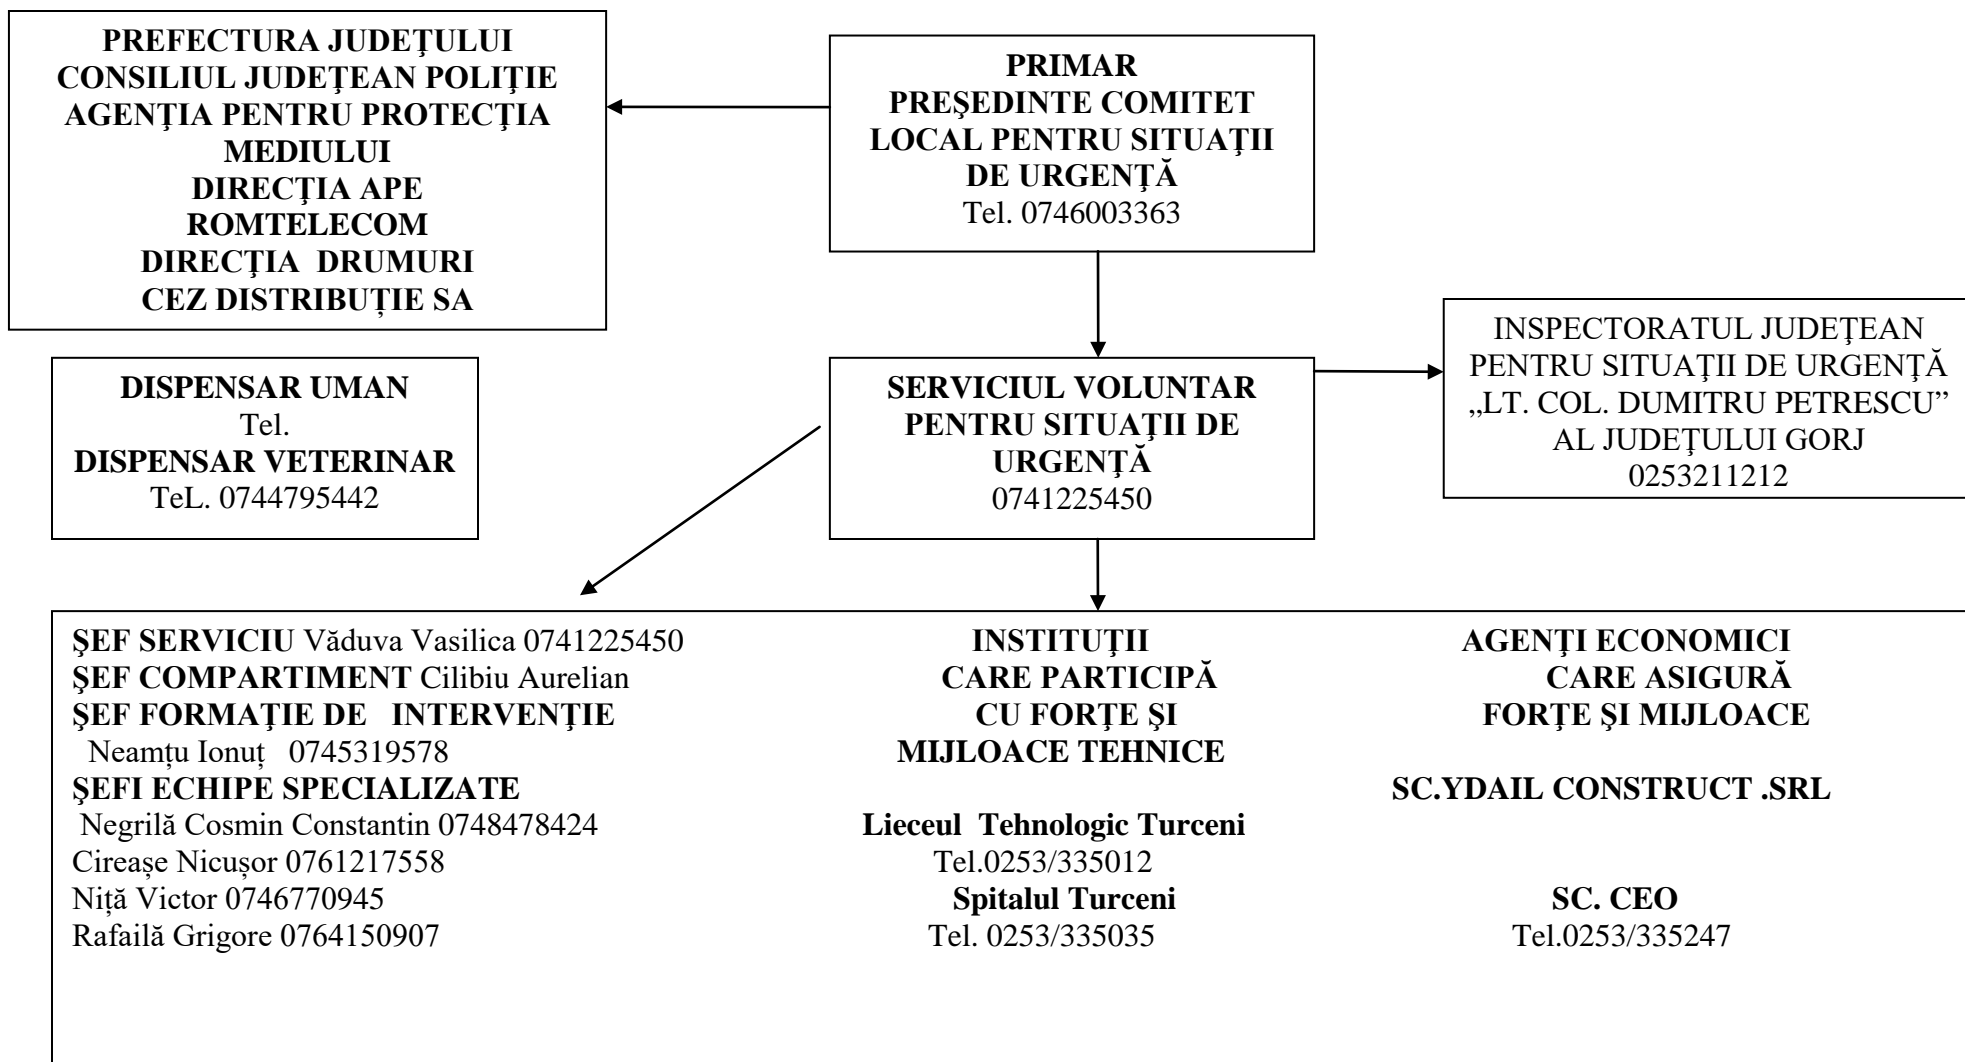 PREFECTURA JUDEŢULUI
CONSILIUL JUDEŢEAN POLIŢIE
AGENŢIA PENTRU PROTECŢIA
MEDIULUI
DIRECŢIA APE
ROMTELECOM
DIRECŢIA DRUMURI
CEZ DISTRIBUȚIE SA
PRIMAR
PREŞEDINTE COMITET
LOCAL PENTRU SITUAŢII
DE URGENŢĂ
Tel. 0746003363
DISPENSAR UMAN
Tel.
DISPENSAR VETERINAR
TeL. 0744795442
SERVICIUL VOLUNTAR
PENTRU SITUAŢII DE
URGENŢĂ
0741225450
INSPECTORATUL JUDEŢEAN
PENTRU SITUAŢII DE URGENŢĂ
„LT. COL. DUMITRU PETRESCU”
AL JUDEŢULUI GORJ
0253211212
ŞEF SERVICIU Văduva Vasilica 0741225450
ŞEF COMPARTIMENT Cilibiu Aurelian
ŞEF FORMAŢIE DE INTERVENŢIE
Neamțu Ionuț 0745319578
ŞEFI ECHIPE SPECIALIZATE
Negrilă Cosmin Constantin 0748478424
Cireașe Nicușor 0761217558
Niță Victor 0746770945
Rafailă Grigore 0764150907
INSTITUŢII
CARE PARTICIPĂ
CU FORŢE ŞI
MIJLOACE TEHNICE
Lieceul Tehnologic Turceni
Tel.0253/335012
Spitalul Turceni
Tel. 0253/335035
AGENŢI ECONOMICI
CARE ASIGURĂ
FORŢE ŞI MIJLOACE
SC.YDAIL CONSTRUCT .SRL
SC. CEO
Tel.0253/335247